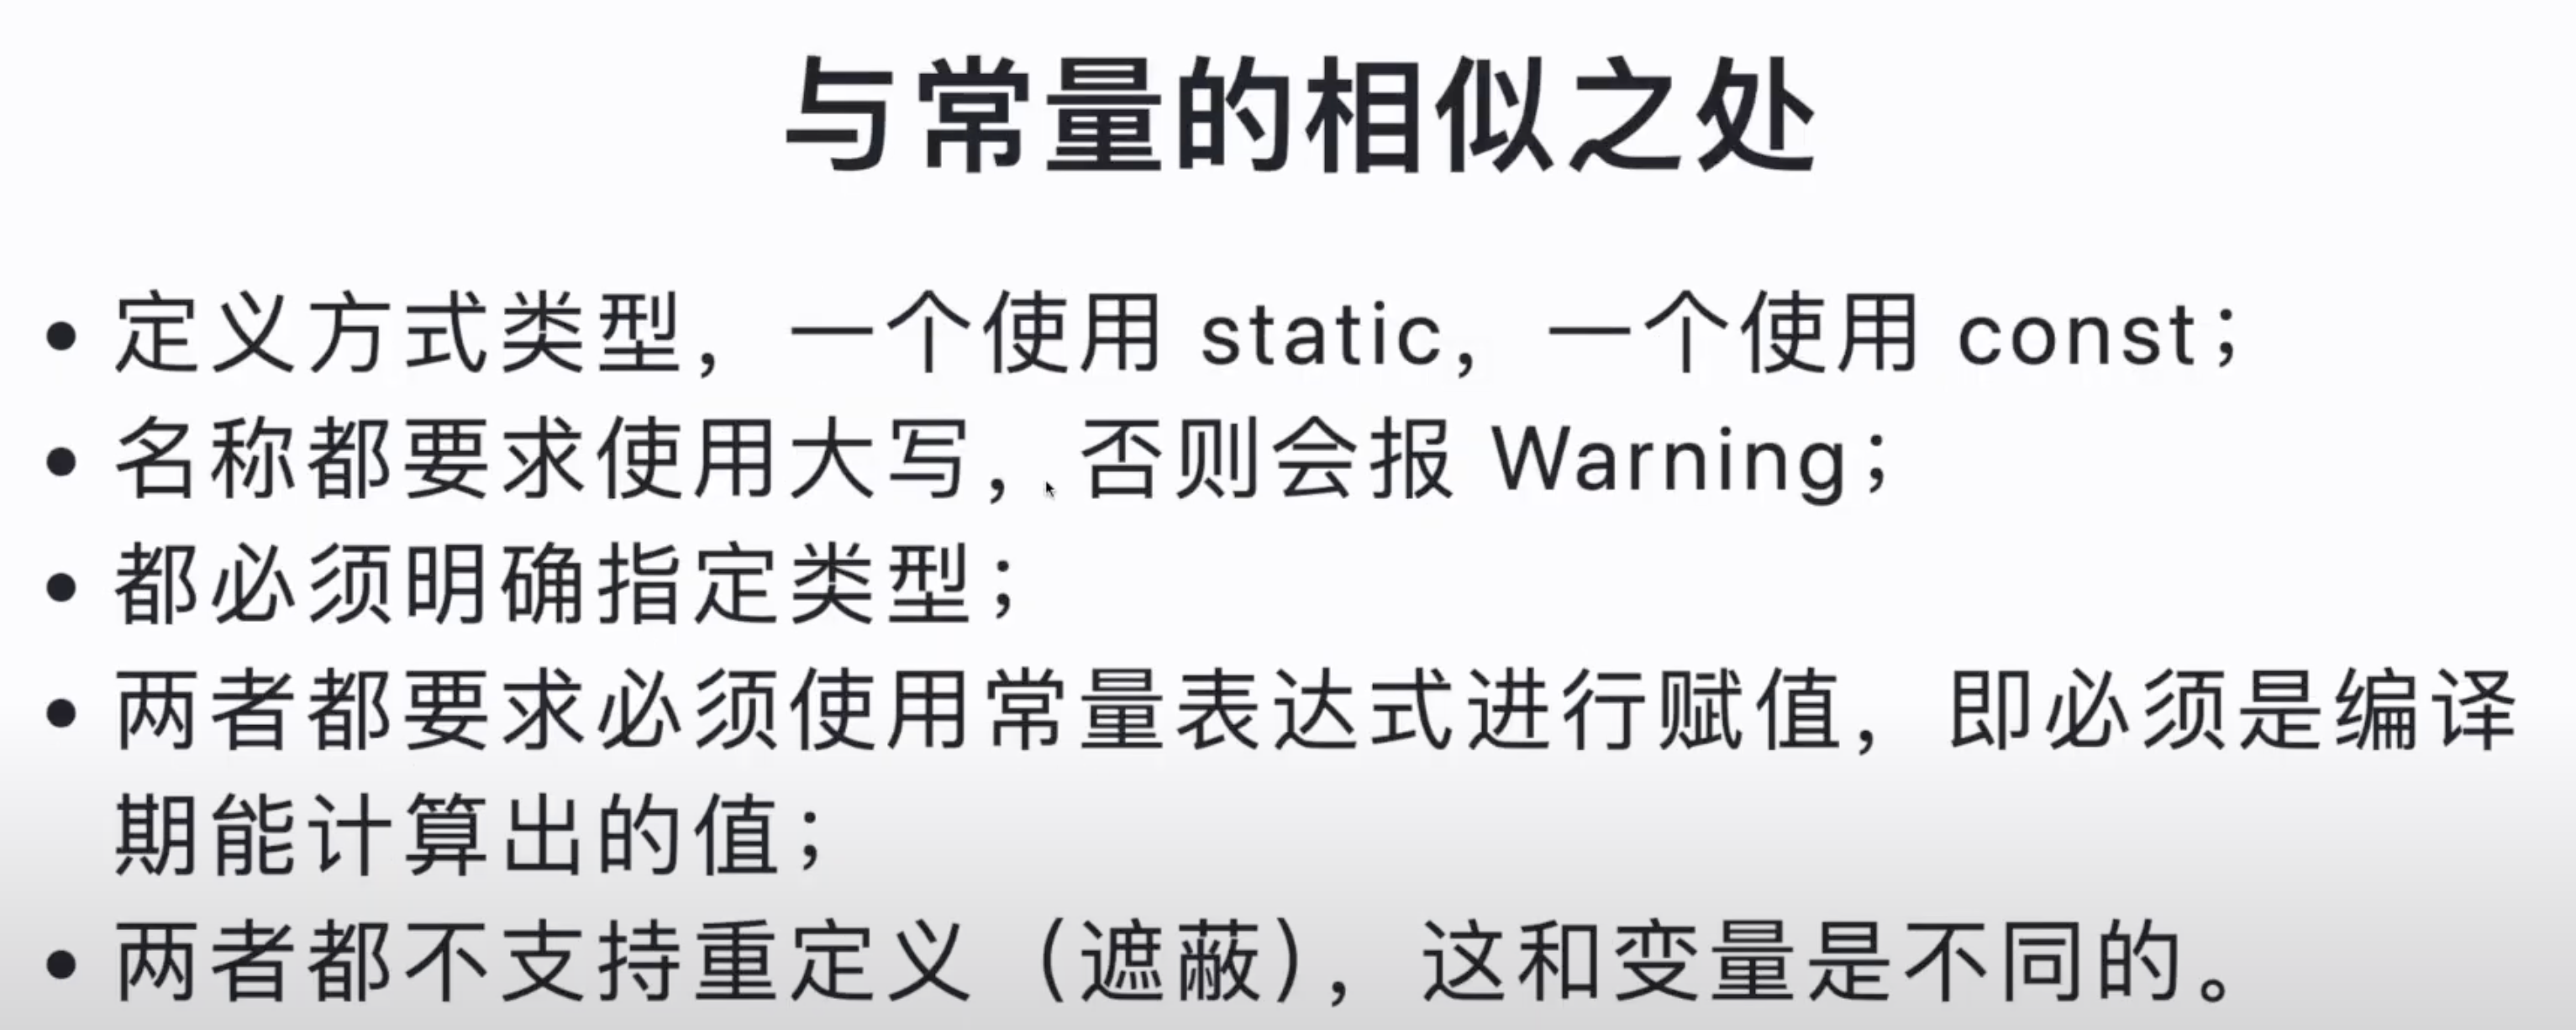 与常量的相似之处
• 定义方式类型，一个使用 static，一个使用 const；
• 名称都要求使用大写，否则会报 Warning；
• 都必须明确指定类型；
• 两者都要求必须使用常量表达式进行赋值，即必须是编译
期能计算出的值；
• 两者都不支持重定义（遮蔽），这和变量是不同的。